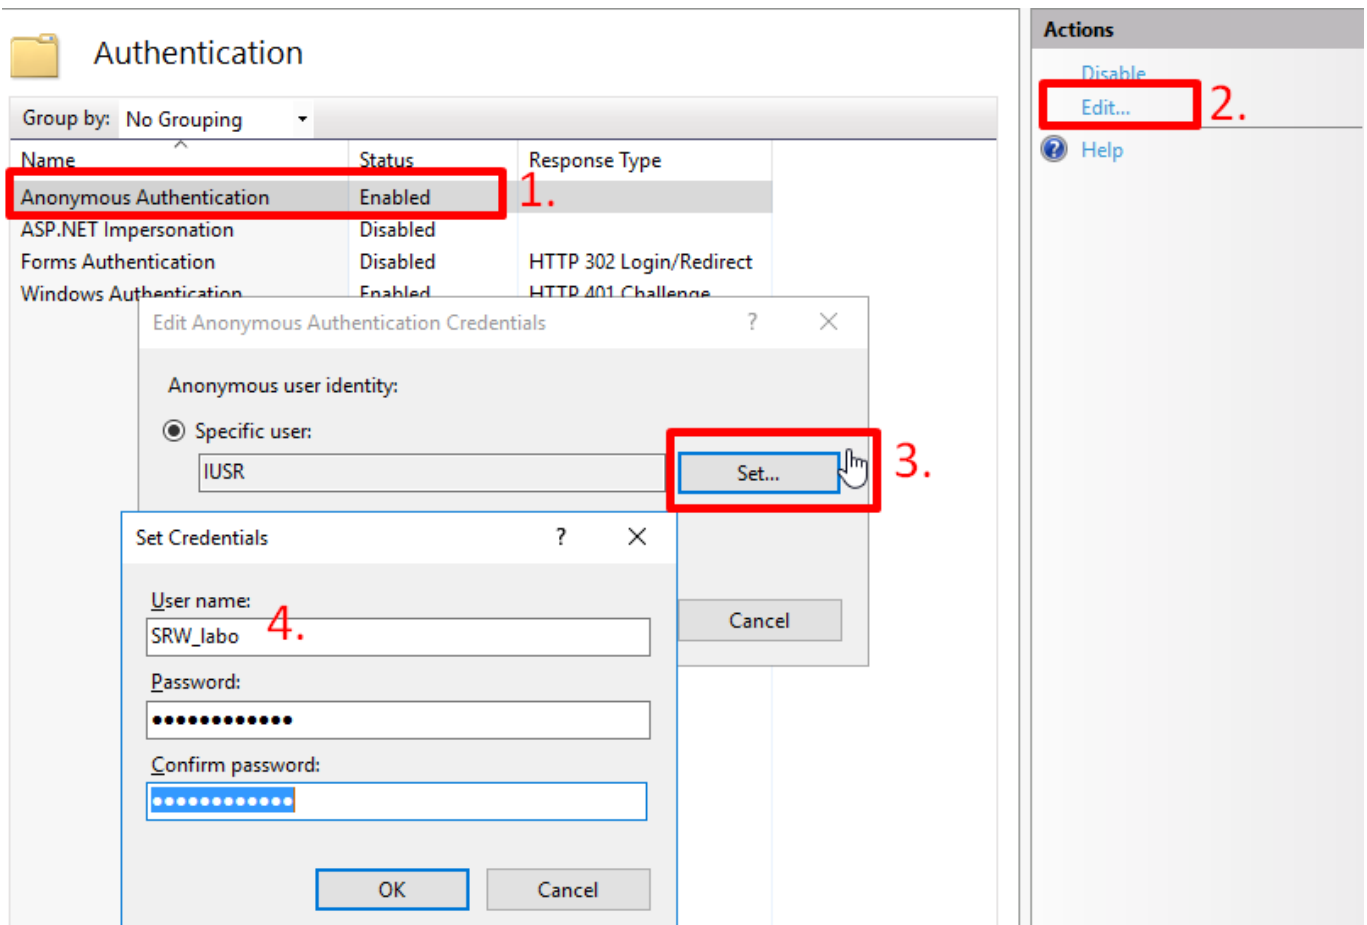 Authentication
Group by: No Grouping
Name Status Response Type
Anonymous Authentication Enabled 1.
ASP.NET Impersonation Disabled
Forms Authentication Disabled HTTP 302 Login/Redirect
Windows Authentication Enabled HTTP 401 Challenge
Edit Anonymous Authentication Credentials ? ×
Anonymous user identity:
Specific user:
IUSR Set... 3.
Cancel
Set Credentials ? ×
User name:
SRW_labo 4.
Password:
●●●●●●●●●●●●
Confirm password:
●●●●●●●●●●●●
OK Cancel
Actions
Disable
Edit... 2.
? Help